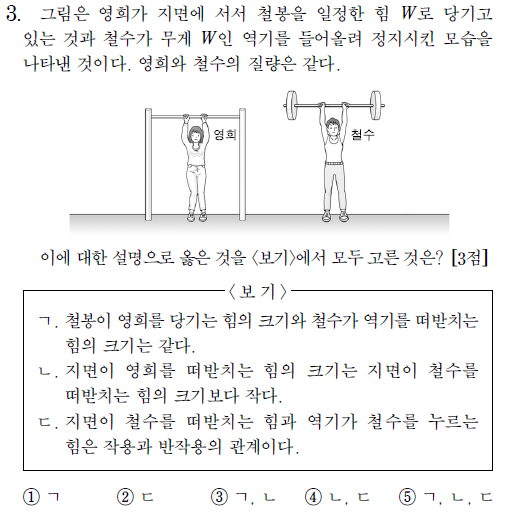 3. 그림은 영희가 지면에 서서 철봉을 일정한 힘 W로 당기고
있는 것과 철수가 무게 W인 역기를 들어올려 정지시킨 모습을
나타낸 것이다. 영희와 철수의 질량은 같다.
영희
철수
이에 대한 설명으로 옳은 것을 <보기>에서 모두 고른 것은? [3점]
<보 기>
ㄱ. 철봉이 영희를 당기는 힘의 크기와 철수가 역기를 떠받치는
힘의 크기는 같다.
ㄴ. 지면이 영희를 떠받치는 힘의 크기는 지면이 철수를
떠받치는 힘의 크기보다 작다.
ㄷ. 지면이 철수를 떠받치는 힘과 역기가 철수를 누르는
힘은 작용과 반작용의 관계이다.
① ㄱ ② ㄷ ③ ㄱ, ㄴ ④ ㄴ, ㄷ ⑤ ㄱ, ㄴ, ㄷ